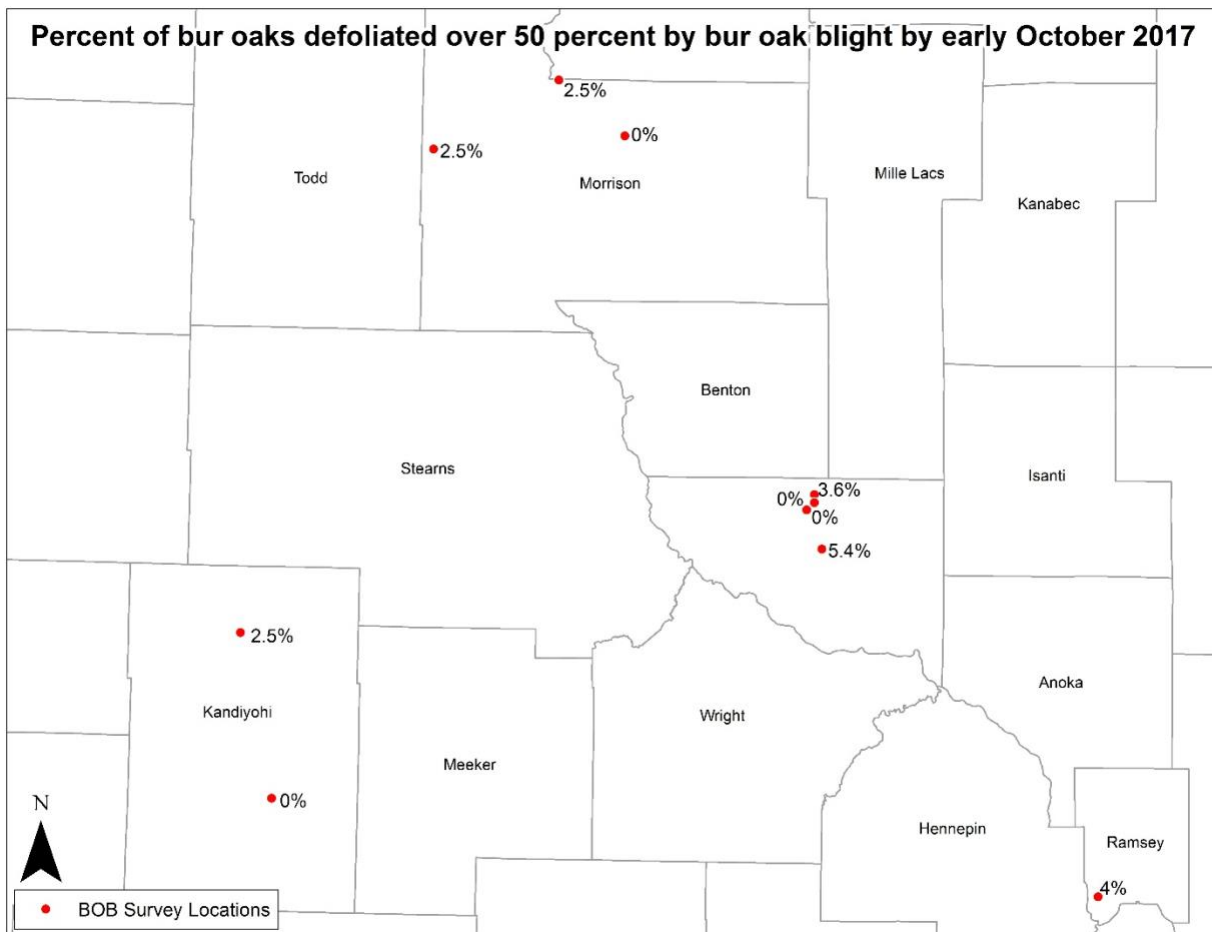 Percent of bur oaks defoliated over 50 percent by bur oak blight by early October 2017
2.5%
0%
2.5%
Todd
Morrison
Mille Lacs
Kanabec
Benton
Stearns
Isanti
3.6%
0%
0%
5.4%
2.5%
Kandiyohi
Anoka
Wright
Meeker
0%
N
Hennepin
Ramsey
4%
BOB Survey Locations